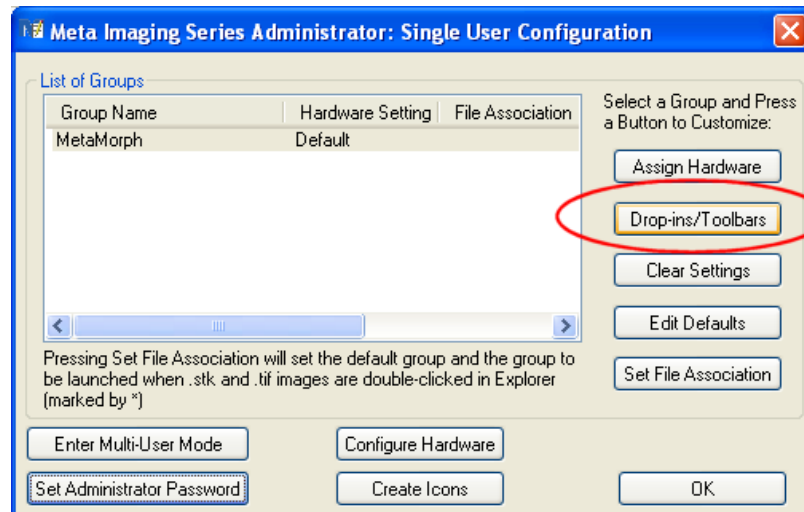 Meta Imaging Series Administrator: Single User Configuration
List of Groups
Group Name Hardware Setting File Association
MetaMorph Default
Select a Group and Press
a Button to Customize:
Assign Hardware
Drop-ins/Toolbars
Clear Settings
Edit Defaults
Set File Association
Pressing Set File Association will set the default group and the group to
be launched when .stk and .tif images are double-clicked in Explorer
(marked by *)
Enter Multi-User Mode Configure Hardware
Set Administrator Password Create Icons OK